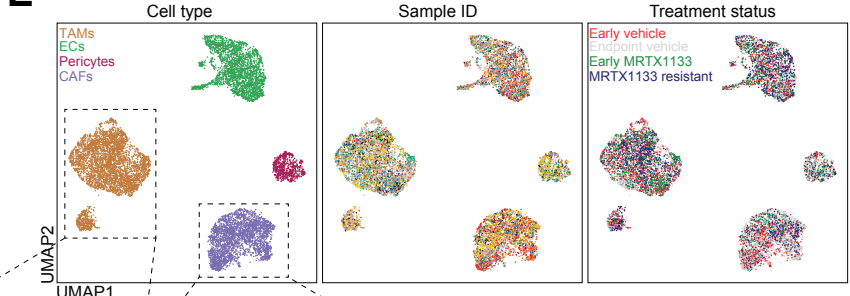 E
Cell type
Sample ID
Treatment status
TAMs
ECs
Pericytes
CAFs
Early vehicle
Endpoint vehicle
Early MRTX1133
MRTX1133 resistant
UMAP2
UMAP1